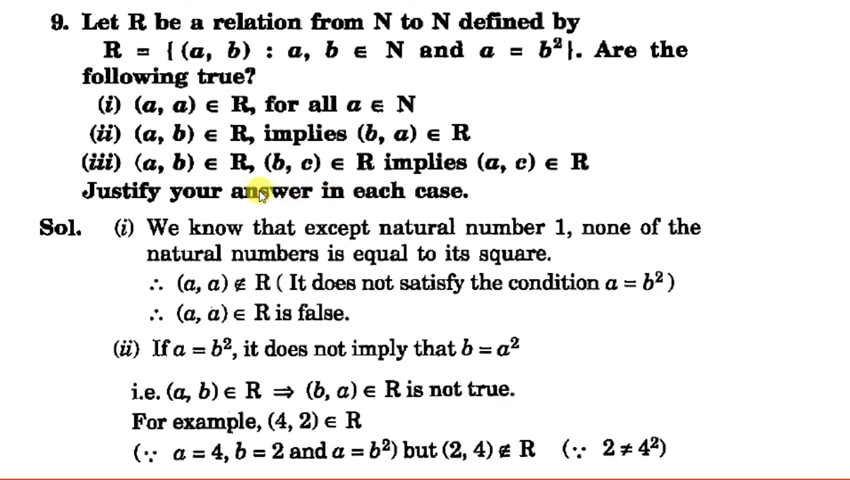 9. Let R be a relation from N to N defined by
R = {(a, b) : a, b ∈ N and a = b²}. Are the
following true?
(i) (a, a) ∈ R, for all a ∈ N
(ii) (a, b) ∈ R, implies (b, a) ∈ R
(iii) (a, b) ∈ R, (b, c) ∈ R implies (a, c) ∈ R
Justify your answer in each case.
Sol. (i) We know that except natural number 1, none of the
natural numbers is equal to its square.
∴ (a, a) ∉ R ( It does not satisfy the condition a = b²)
∴ (a, a) ∈ R is false.
(ii) If a = b², it does not imply that b = a²
i.e. (a, b) ∈ R ⇒ (b, a) ∈ R is not true.
For example, (4, 2) ∈ R
(∵ a = 4, b = 2 and a = b²) but (2, 4) ∉ R (∵ 2 ≠ 4²)